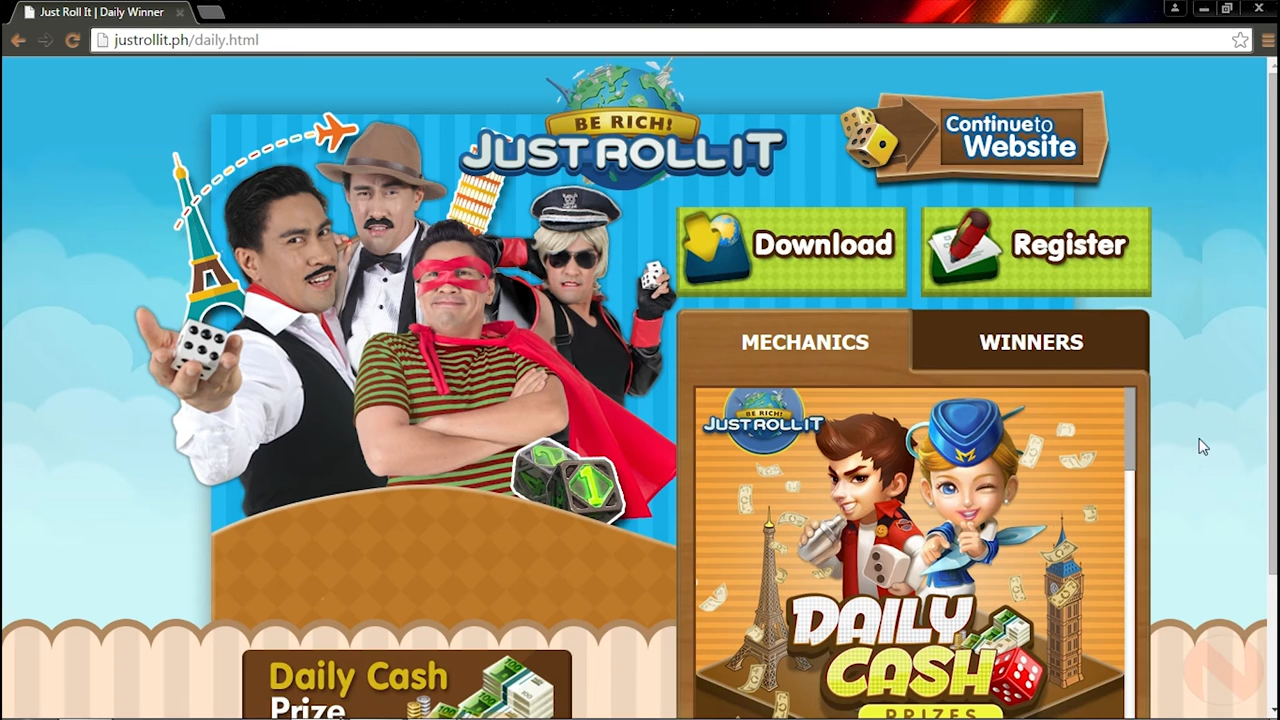 Just Roll It | Daily Winner
justrollit.ph/daily.html
BE RICH!
JUST ROLL IT
Continue to
Website
Download
Register
MECHANICS
WINNERS
BE RICH!
JUST ROLL IT
M
DAILY
CASH
PRIZES
1
Daily Cash
Prize
N